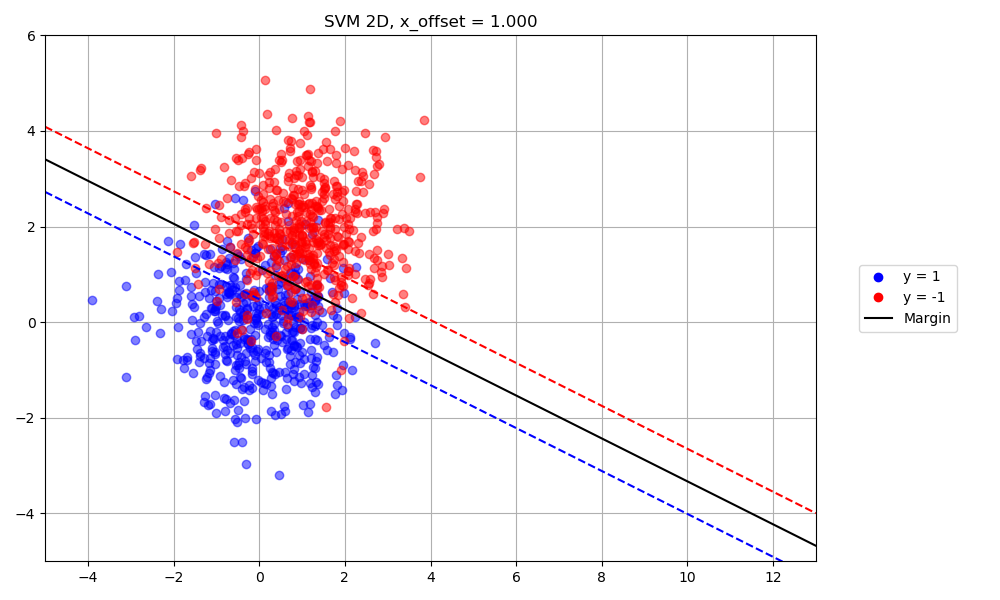 SVM 2D, x_offset = 1.000
6
4
2
0
−2
−4
−4 −2 0 2 4 6 8 10 12
y = 1
y = -1
Margin